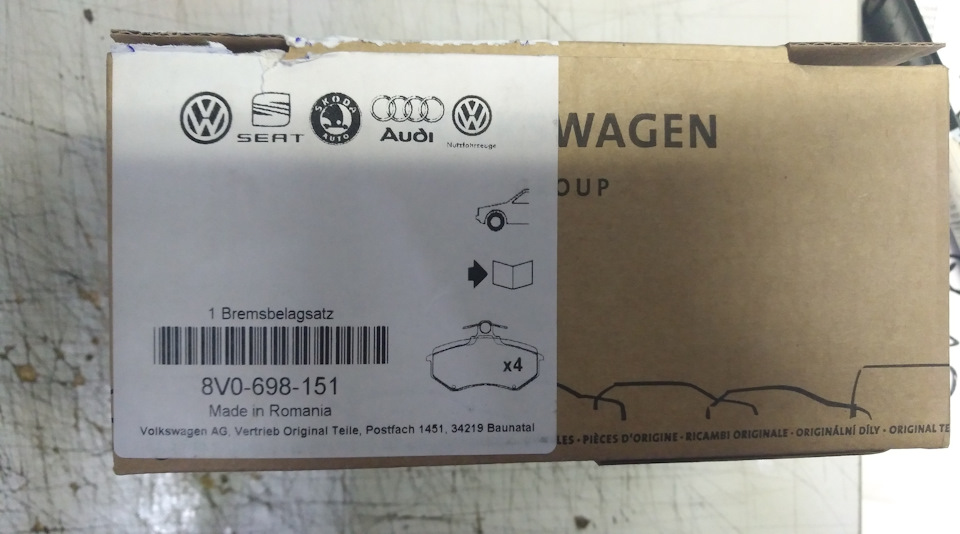 SEAT
ŠKODA
AUTO
Audi
Nutzfahrzeuge
WAGEN
OUP
1 Bremsbelagsatz
x4
8V0-698-151
Made in Romania
Volkswagen AG, Vertrieb Original Teile, Postfach 1451, 34219 Baunatal
LES · PIÈCES D'ORIGINE · RICAMBI ORIGINALE · ORIGINÁLNÍ DÍLY · ORIGINAL TE